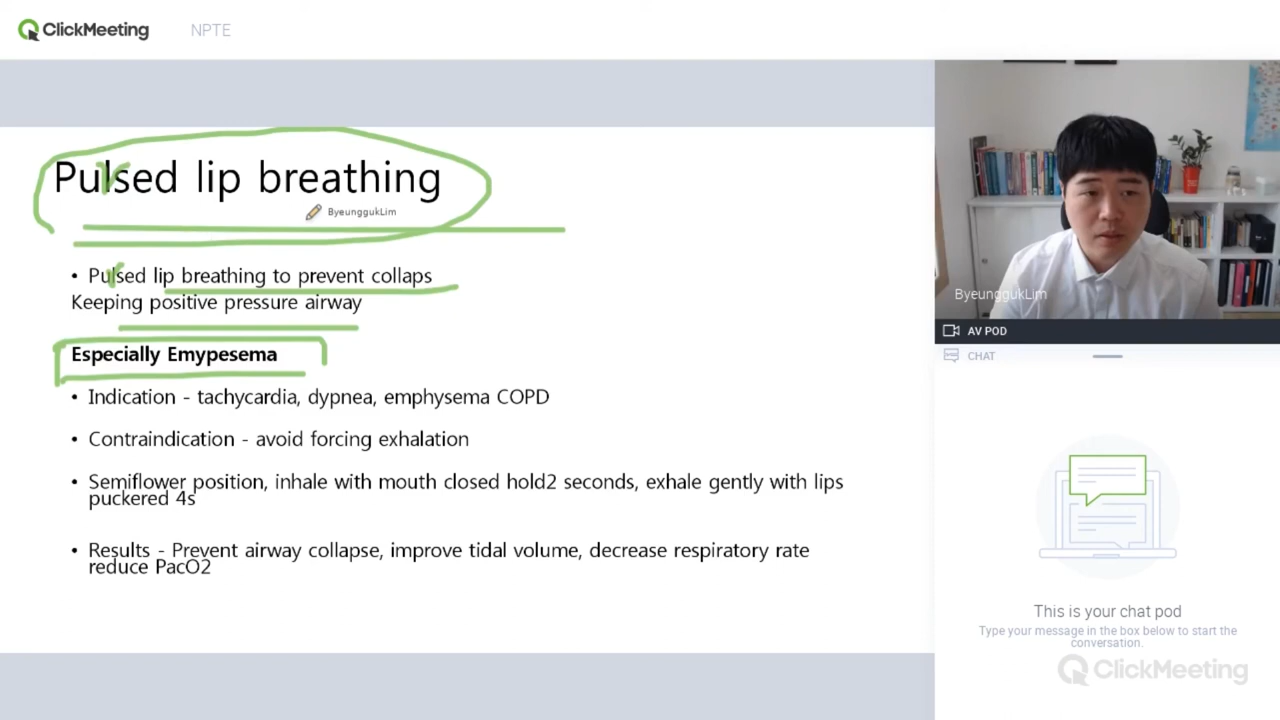 ClickMeeting
NPTE
Pulsed lip breathing
ByeunggukLim
• Pulsed lip breathing to prevent collaps
Keeping positive pressure airway
Especially Emypesema
• Indication - tachycardia, dypnea, emphysema COPD
• Contraindication - avoid forcing exhalation
• Semiflower position, inhale with mouth closed hold2 seconds, exhale gently with lips
puckered 4s
• Results - Prevent airway collapse, improve tidal volume, decrease respiratory rate
reduce PacO2
ByeunggukLim
AV POD
CHAT
This is your chat pod
Type your message in the box below to start the
conversation.
ClickMeeting